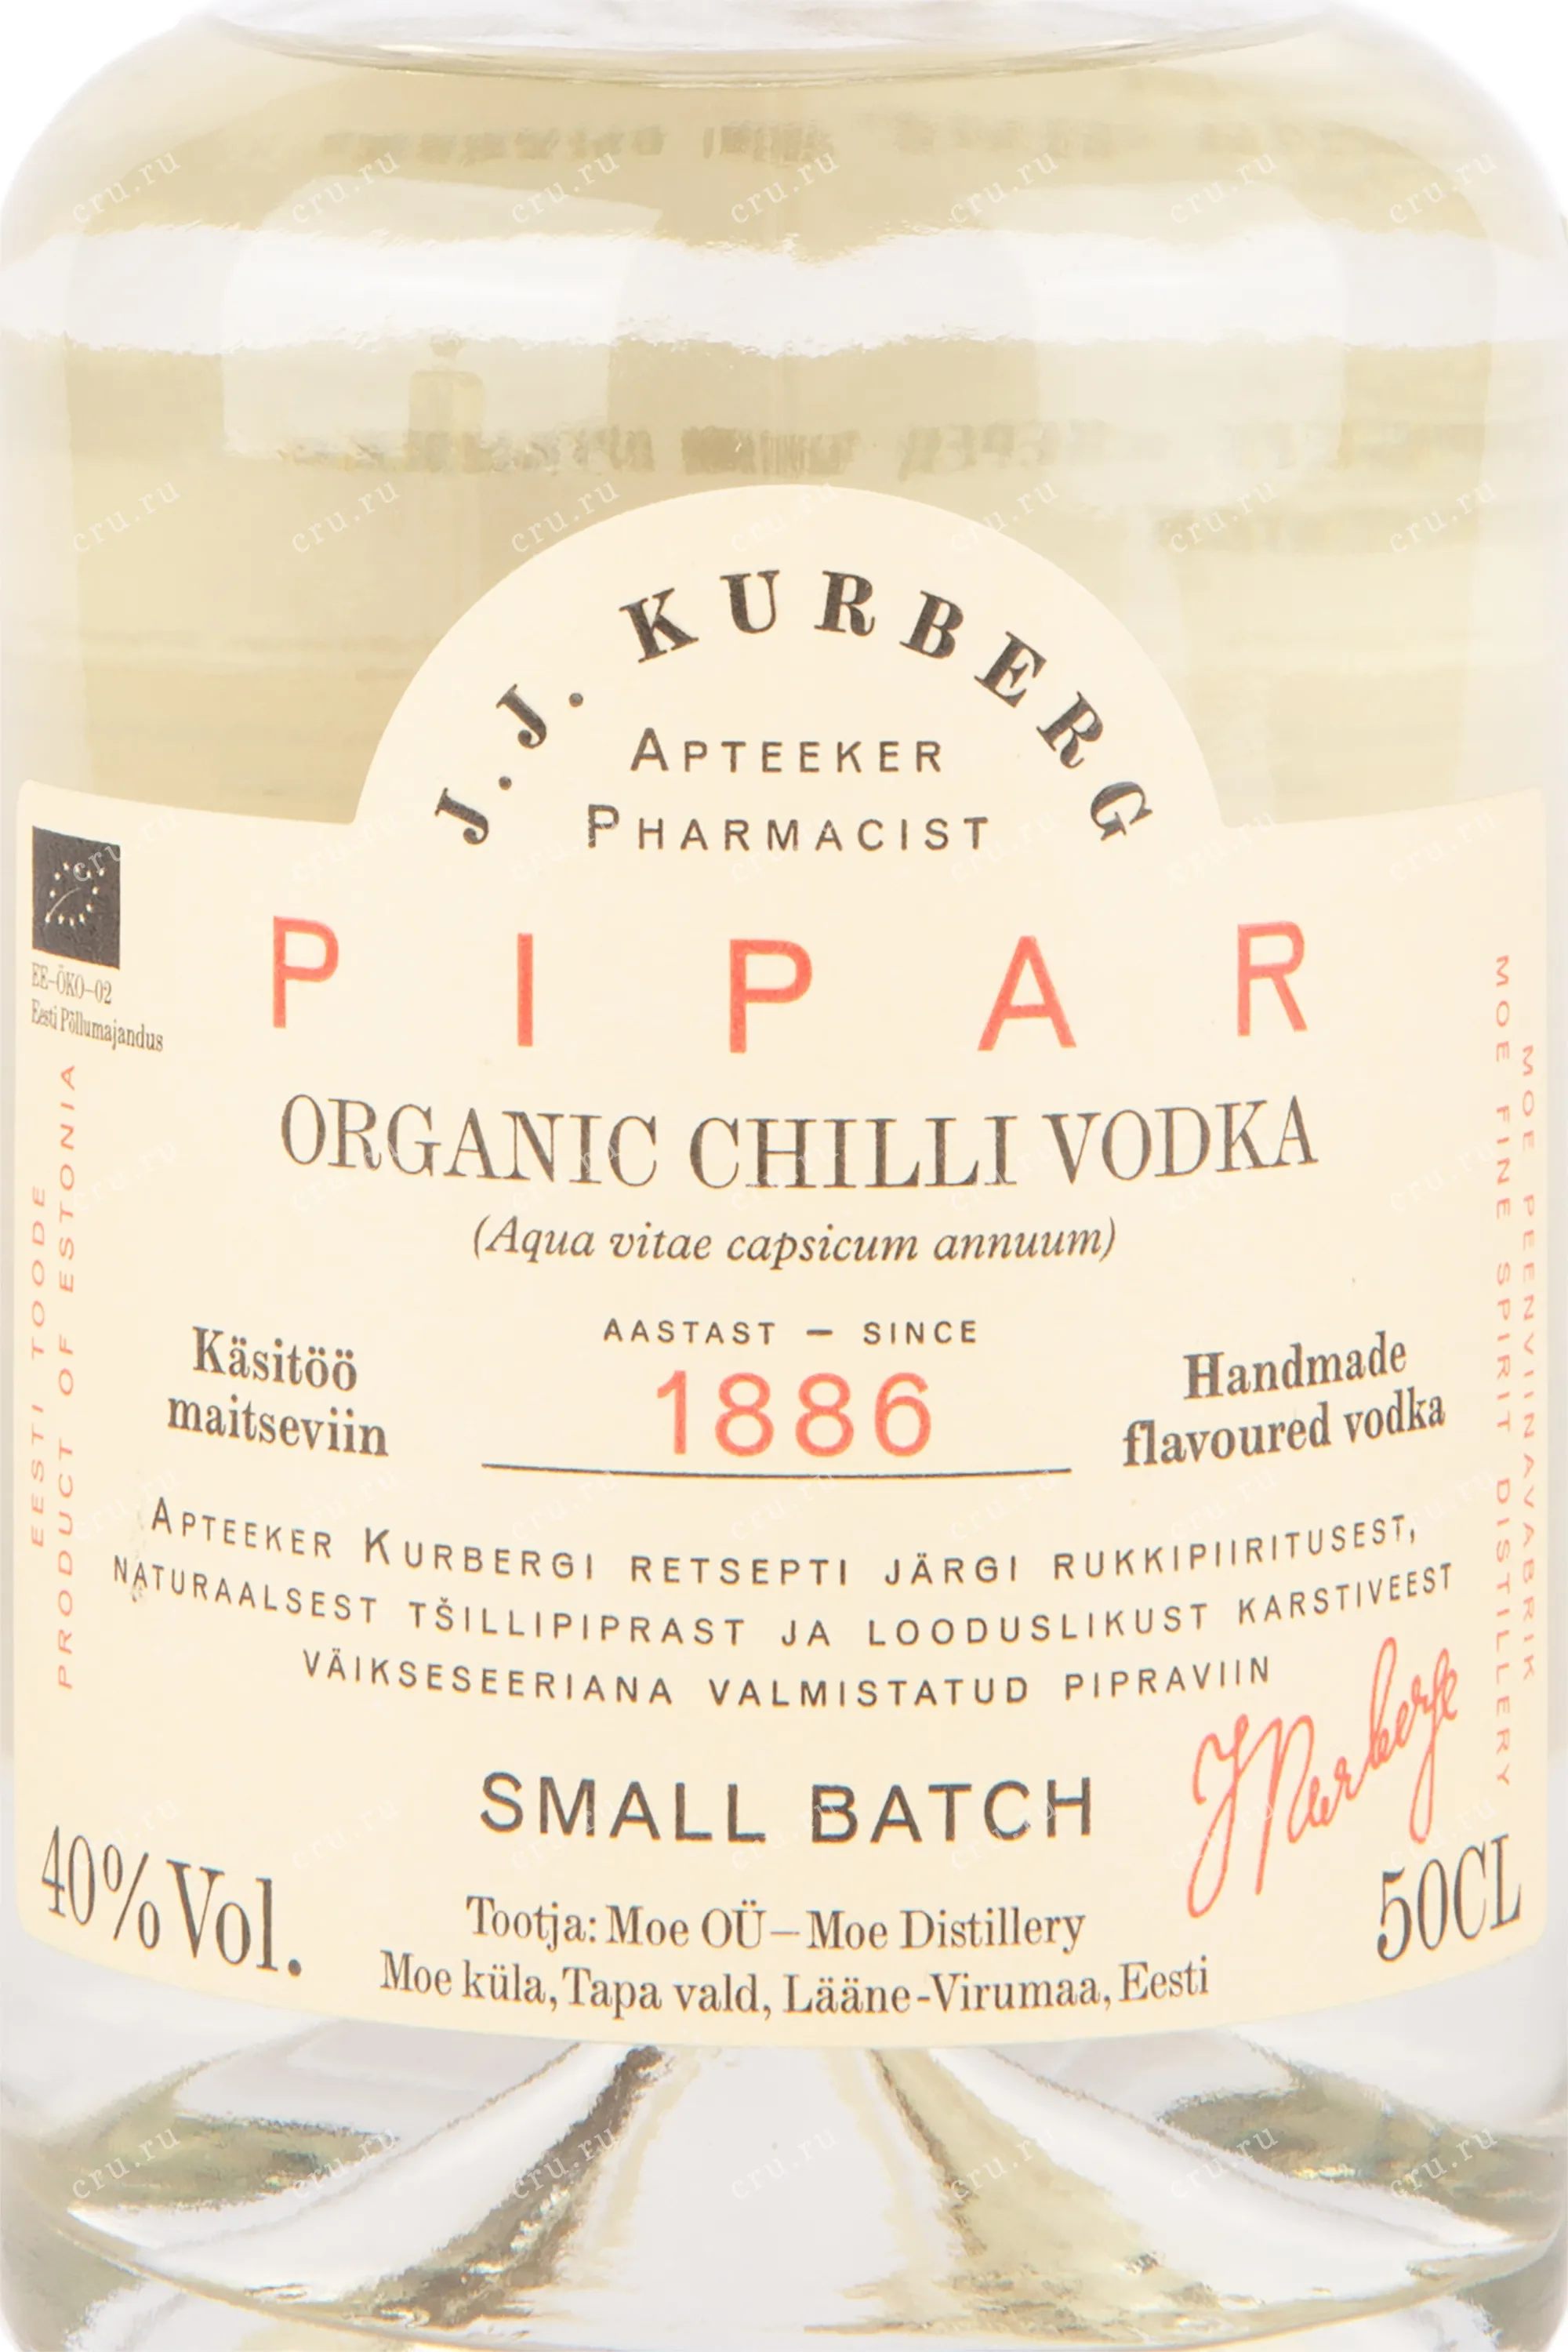 J.J. KURBERG
APTEEKER
PHARMACIST
PIPAR
EE-ÖKO-02
Eesti Põllumajandus
ORGANIC CHILLI VODKA
(Aqua vitae capsicum annuum)
AASTAST – SINCE
1886
Käsitöö
maitseviin
Handmade
flavoured vodka
APTEEKER KURBERGI RETSEPTI JÄRGI RUKKIPIIRITUSEST,
NATURAALSEST TŠILLIPIPRAST JA LOODUSLIKUST KARSTIVEEST
VÄIKSESEERIANA VALMISTATUD PIPRAVIIN
SMALL BATCH
40% Vol.
50CL
Tootja: Moe OÜ – Moe Distillery
Moe küla, Tapa vald, Lääne-Virumaa, Eesti
EESTI TOODE
PRODUCT OF ESTONIA
MOE PEENVIINAVABRIK
MOE FINE SPIRIT DISTILLERY
cru.ru